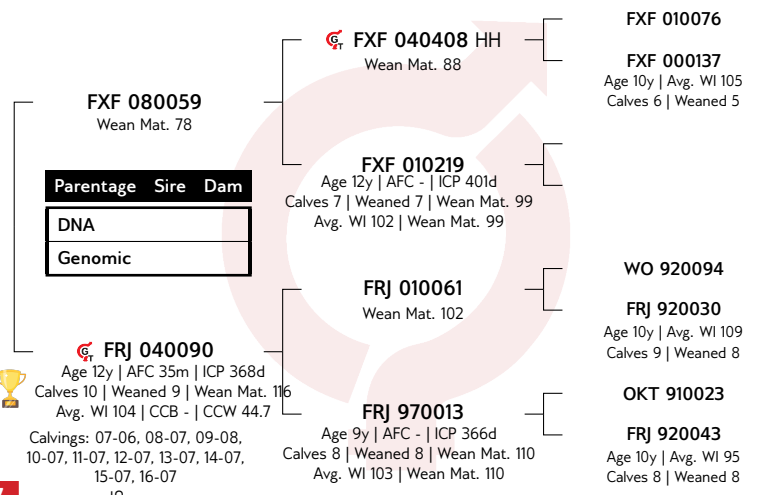 FXF 010076
FXF 040408 HH
Wean Mat. 88
FXF 000137
Age 10y | Avg. WI 105
Calves 6 | Weaned 5
FXF 080059
Wean Mat. 78
FXF 010219
Age 12y | AFC - | ICP 401d
Calves 7 | Weaned 7 | Wean Mat. 99
Avg. WI 102 | Wean Mat. 99
Parentage Sire Dam
DNA
Genomic
WO 920094
FRJ 010061
Wean Mat. 102
FRJ 920030
Age 10y | Avg. WI 109
Calves 9 | Weaned 8
FRJ 040090
Age 12y | AFC 35m | ICP 368d
Calves 10 | Weaned 9 | Wean Mat. 116
Avg. WI 104 | CCB - | CCW 44.7
Calvings: 07-06, 08-07, 09-08,
10-07, 11-07, 12-07, 13-07, 14-07,
15-07, 16-07
OKT 910023
FRJ 970013
Age 9y | AFC - | ICP 366d
Calves 8 | Weaned 8 | Wean Mat. 110
Avg. WI 103 | Wean Mat. 110
FRJ 920043
Age 10y | Avg. WI 95
Calves 8 | Weaned 8